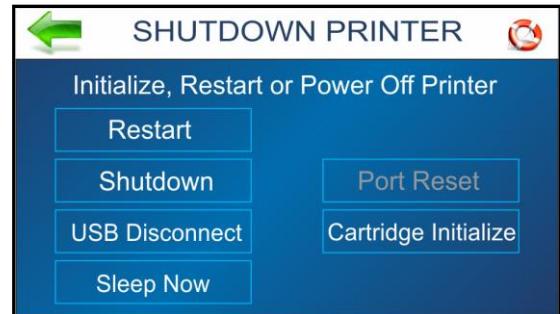 SHUTDOWN PRINTER
Initialize, Restart or Power Off Printer
Restart
Shutdown
Port Reset
USB Disconnect
Cartridge Initialize
Sleep Now